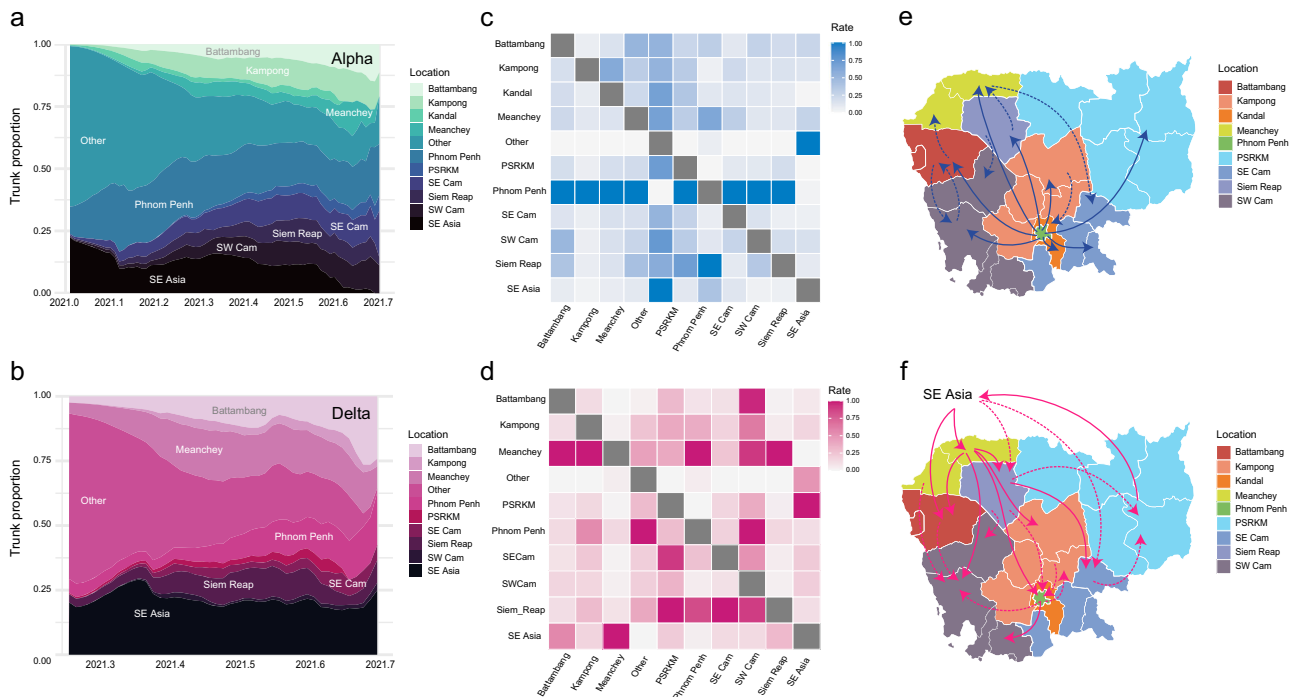 a
Trunk proportion
1.00
0.75
0.50
0.25
0.00
2021.0
2021.1
2021.2
2021.3
2021.4
2021.5
2021.6
2021.7
Alpha
Battambang
Kampong
Meanchey
Other
Phnom Penh
SE Cam
Siem Reap
SW Cam
SE Asia
Location
Battambang
Kampong
Kandal
Meanchey
Other
Phnom Penh
PSRKM
SE Cam
Siem Reap
SW Cam
SE Asia
c
Battambang
Kampong
Kandal
Meanchey
Other
PSRKM
Phnom Penh
SE Cam
SW Cam
Siem Reap
SE Asia
Battambang
Kampong
Meanchey
Other
PSRKM
Phnom Penh
SE Cam
SW Cam
Siem Reap
SE Asia
Rate
1.00
0.75
0.50
0.25
0.00
e
Location
Battambang
Kampong
Kandal
Meanchey
Phnom Penh
PSRKM
SE Cam
Siem Reap
SW Cam
b
Trunk proportion
1.00
0.75
0.50
0.25
0.00
2021.3
2021.4
2021.5
2021.6
2021.7
Delta
Battambang
Meanchey
Other
Phnom Penh
SE Cam
Siem Reap
SE Asia
Location
Battambang
Kampong
Meanchey
Other
Phnom Penh
PSRKM
SE Cam
Siem Reap
SW Cam
SE Asia
d
Battambang
Kampong
Meanchey
Other
PSRKM
Phnom Penh
SECam
SWCam
Siem_Reap
SE Asia
Battambang
Kampong
Meanchey
Other
PSRKM
Phnom Penh
SE Cam
SW Cam
Siem Reap
SE Asia
Rate
1.00
0.75
0.50
0.25
0.00
f
SE Asia
Location
Battambang
Kampong
Kandal
Meanchey
Phnom Penh
PSRKM
SE Cam
Siem Reap
SW Cam